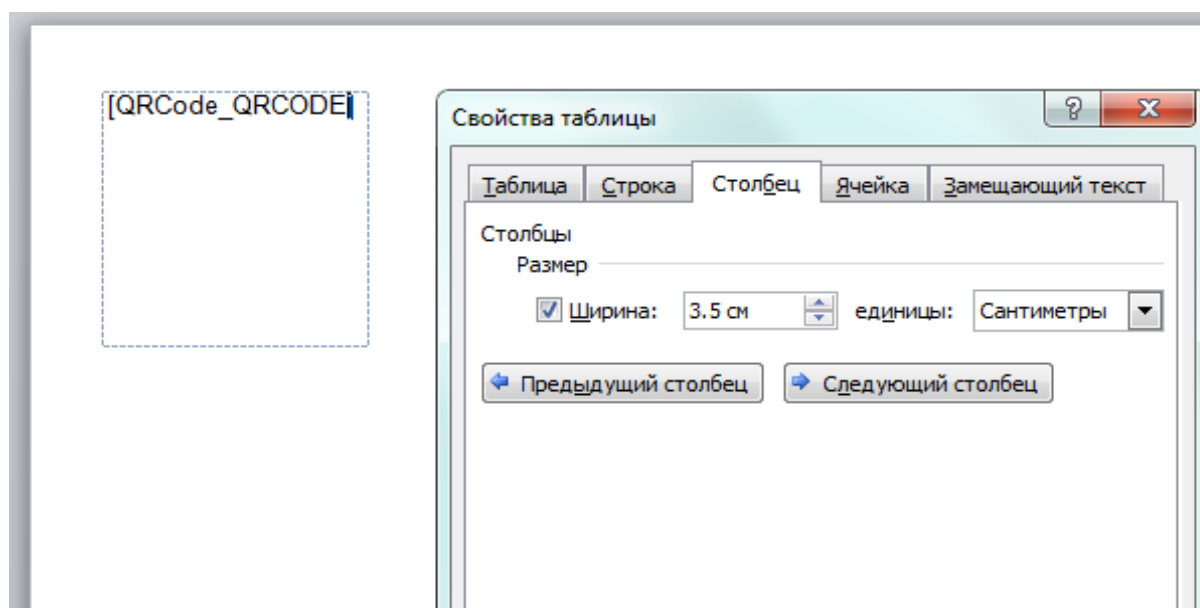 [QRCode_QRCODE]
Свойства таблицы
?
Таблица Строка Столбец Ячейка Замещающий текст
Столбцы
Размер
Ширина: 3.5 см единицы: Сантиметры
Предыдущий столбец Следующий столбец